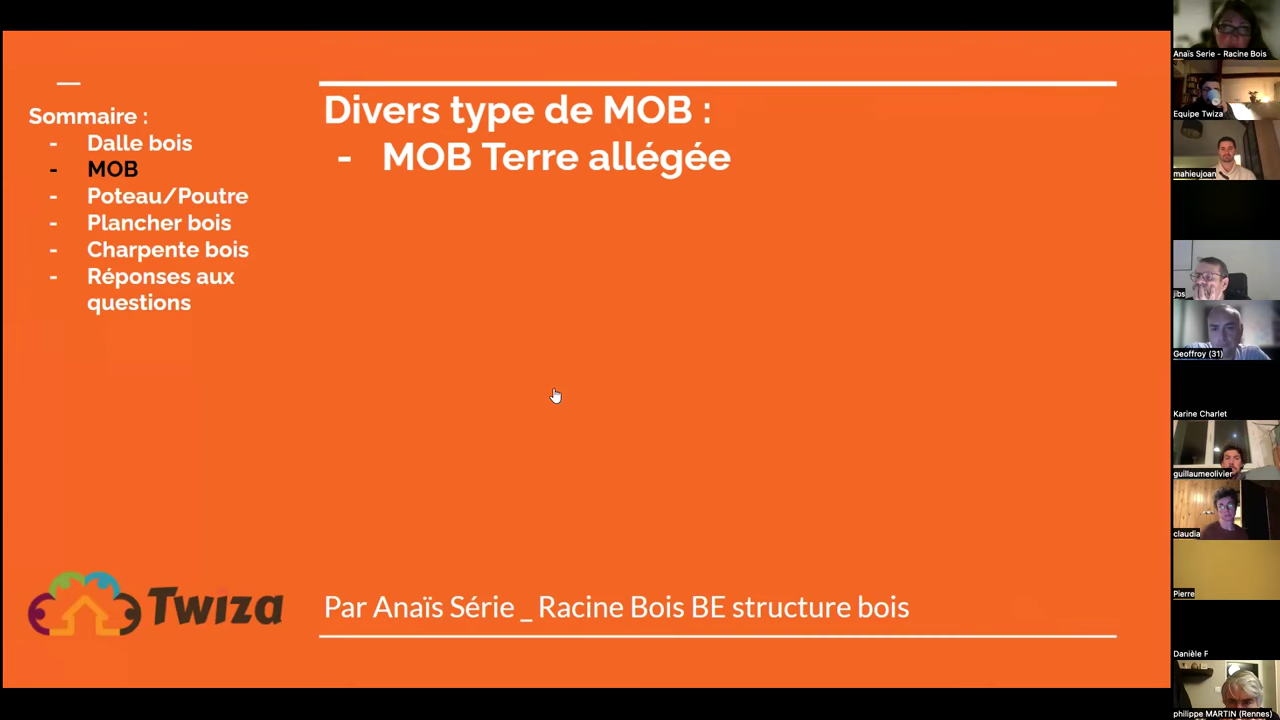 Sommaire :
- Dalle bois
- MOB
- Poteau/Poutre
- Plancher bois
- Charpente bois
- Réponses aux
questions
Divers type de MOB :
- MOB Terre allégée
Twiza
Par Anaïs Série _ Racine Bois BE structure bois
Anaïs Serie - Racine Bois
Equipe Twiza
mahieujoan
jibs
Geoffroy (31)
Karine Charlet
guillaumeolivier
claudia
Pierre
Danièle F
philippe MARTIN (Rennes)